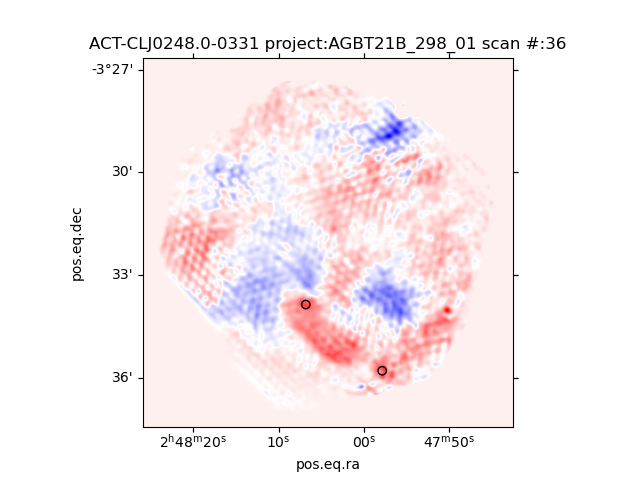 ACT-CLJ0248.0-0331 project:AGBT21B_298_01 scan #:36
-3°27'
30'
33'
36'
pos.eq.dec
2ʰ48ᵐ20ˢ 10ˢ 00ˢ 47ᵐ50ˢ
pos.eq.ra